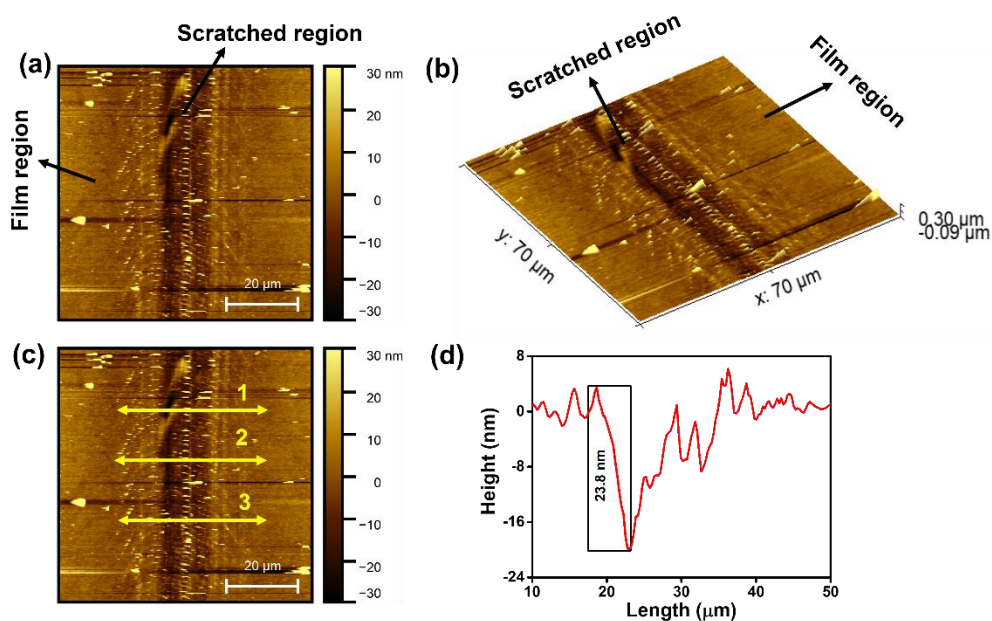 Scratched region
(a)
Film region
30 nm
20
10
0
−10
−20
−30
20 µm
(b)
Scratched region
Film region
y: 70 µm
x: 70 µm
0.30 µm
-0.09 µm
(c)
1
2
3
30 nm
20
10
0
−10
−20
−30
20 µm
(d)
Height (nm)
8
0
-8
-16
-24
23.8 nm
10 20 30 40 50
Length (µm)